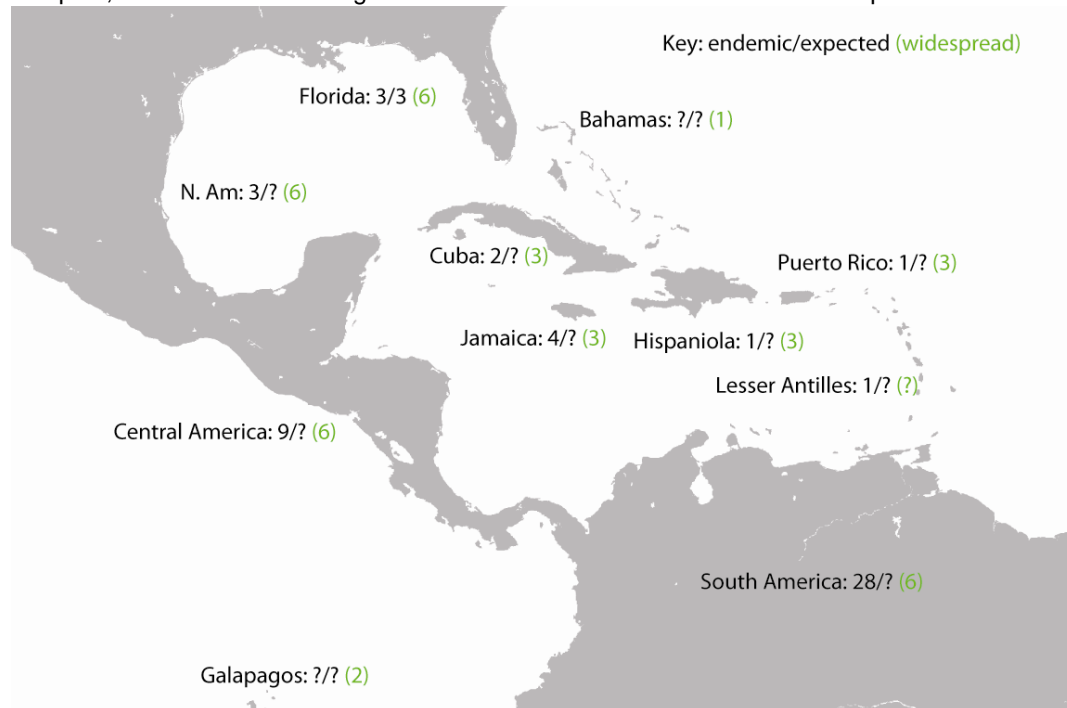 Key: endemic/expected (widespread)
Florida: 3/3 (6)
Bahamas: ?/? (1)
N. Am: 3/? (6)
Cuba: 2/? (3)
Puerto Rico: 1/? (3)
Jamaica: 4/? (3)
Hispaniola: 1/? (3)
Lesser Antilles: 1/? (?)
Central America: 9/? (6)
South America: 28/? (6)
Galapagos: ?/? (2)